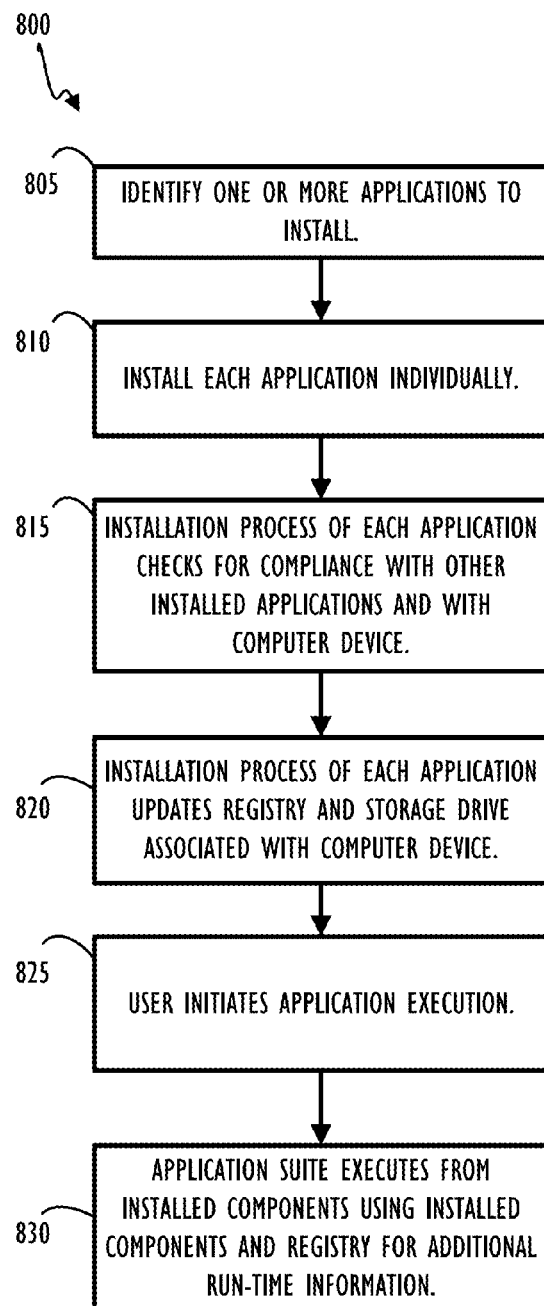 800
805
IDENTIFY ONE OR MORE APPLICATIONS TO
INSTALL.
810
INSTALL EACH APPLICATION INDIVIDUALLY.
815
INSTALLATION PROCESS OF EACH APPLICATION
CHECKS FOR COMPLIANCE WITH OTHER
INSTALLED APPLICATIONS AND WITH
COMPUTER DEVICE.
820
INSTALLATION PROCESS OF EACH APPLICATION
UPDATES REGISTRY AND STORAGE DRIVE
ASSOCIATED WITH COMPUTER DEVICE.
825
USER INITIATES APPLICATION EXECUTION.
830
APPLICATION SUITE EXECUTES FROM
INSTALLED COMPONENTS USING INSTALLED
COMPONENTS AND REGISTRY FOR ADDITIONAL
RUN-TIME INFORMATION.